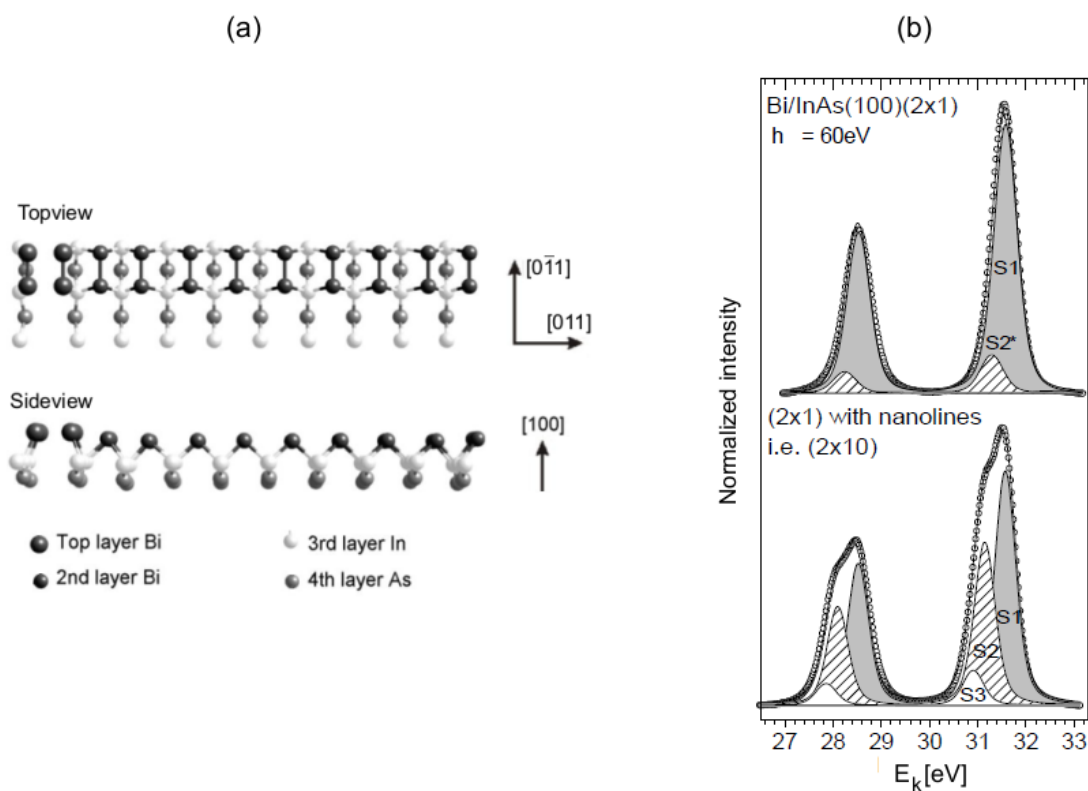 (a)
Topview
[01̄1]
[011]
Sideview
[100]
Top layer Bi
3rd layer In
2nd layer Bi
4th layer As
(b)
Bi/InAs(100)(2x1)
h = 60eV
S1
S2*
(2x1) with nanolines
i.e. (2x10)
S1
S2
S3
Normalized intensity
27 28 29 30 31 32 33
Eₖ[eV]